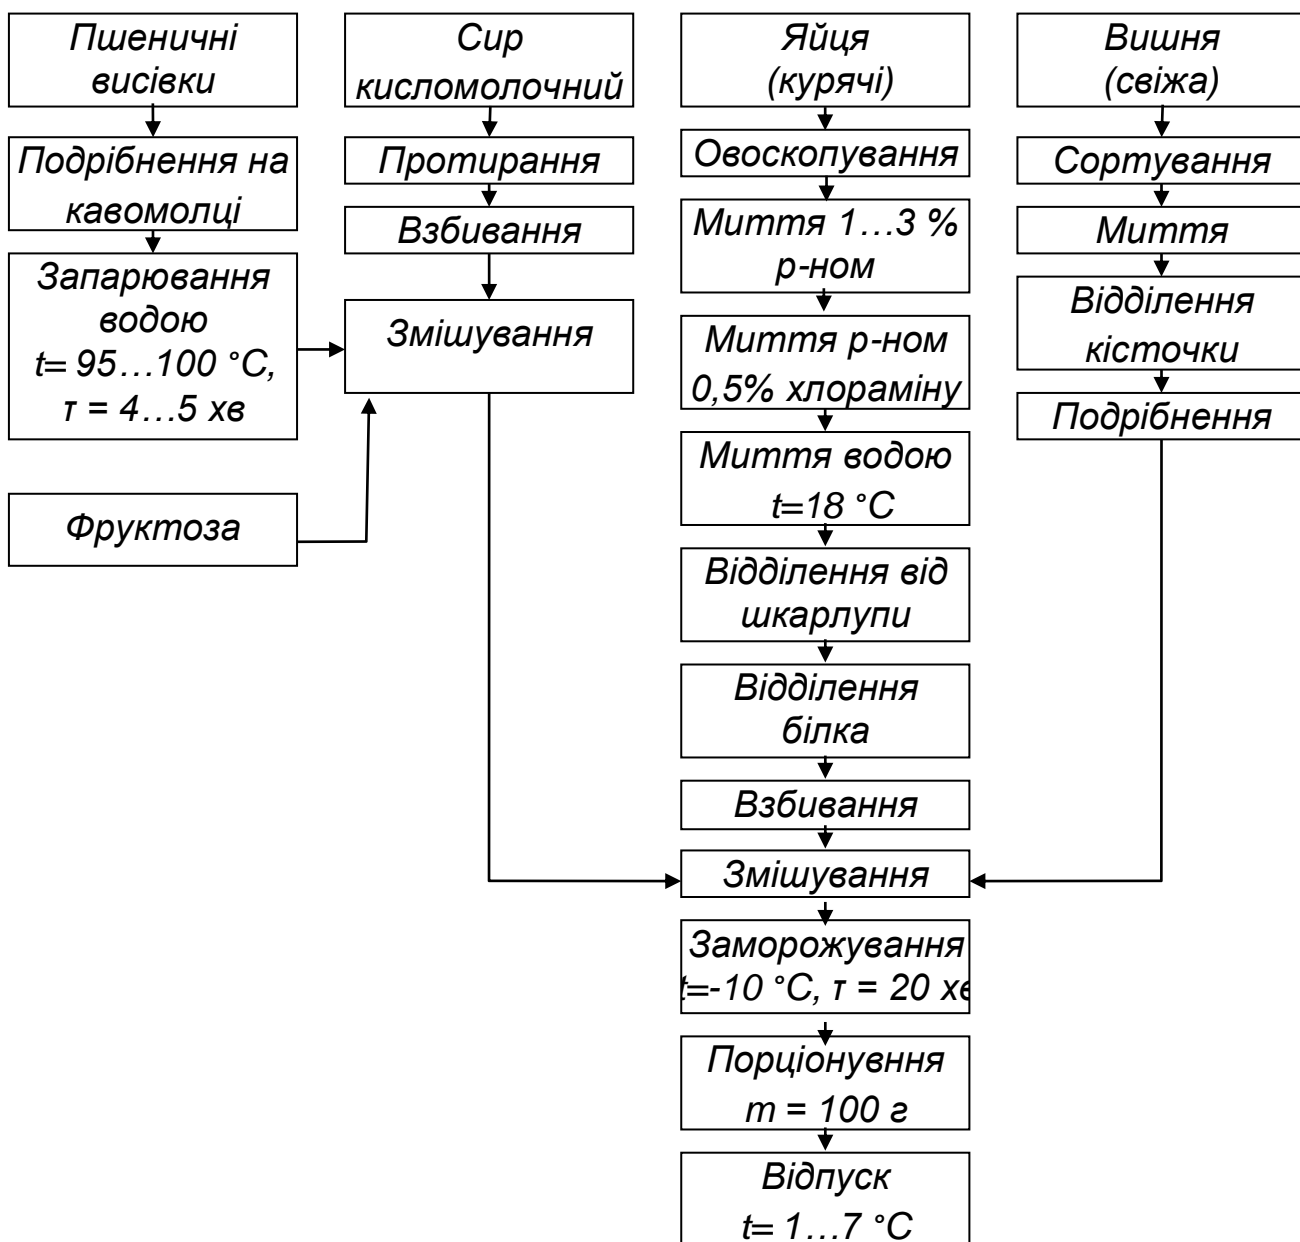 Пшеничні
висівки
Подрібнення на
кавомолці
Запарювання
водою
t= 95…100 °С,
τ = 4…5 хв
Фруктоза
Сир
кисломолочний
Протирання
Взбивання
Змішування
Яйця
(курячі)
Овоскопування
Миття 1…3 %
р-ном
Миття р-ном
0,5% хлораміну
Миття водою
t=18 °С
Відділення від
шкарлупи
Відділення
білка
Взбивання
Змішування
Заморожування
t=-10 °С, τ = 20 хв
Порціонувння
m = 100 г
Відпуск
t= 1…7 °С
Вишня
(свіжа)
Сортування
Миття
Відділення
кісточки
Подрібнення